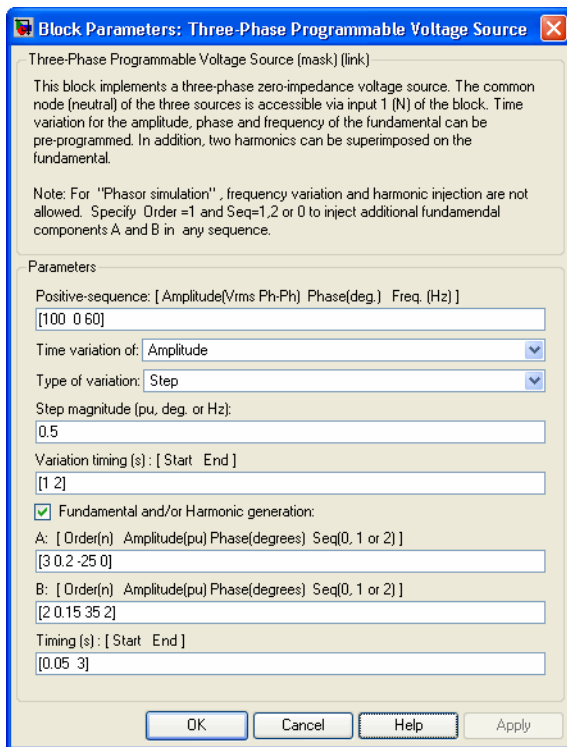 Block Parameters: Three-Phase Programmable Voltage Source
Three-Phase Programmable Voltage Source (mask) (link)
This block implements a three-phase zero-impedance voltage source. The common
node (neutral) of the three sources is accessible via input 1 (N) of the block. Time
variation for the amplitude, phase and frequency of the fundamental can be
pre-programmed. In addition, two harmonics can be superimposed on the
fundamental.
Note: For "Phasor simulation", frequency variation and harmonic injection are not
allowed. Specify Order =1 and Seq=1,2 or 0 to inject additional fundamendal
components A and B in any sequence.
Parameters
Positive-sequence: [ Amplitude(Vrms Ph-Ph) Phase(deg.) Freq. (Hz) ]
[100 0 60]
Time variation of: Amplitude
Type of variation: Step
Step magnitude (pu, deg. or Hz):
0.5
Variation timing (s) : [ Start End ]
[1 2]
Fundamental and/or Harmonic generation:
A: [ Order(n) Amplitude(pu) Phase(degrees) Seq(0, 1 or 2) ]
[3 0.2 -25 0]
B: [ Order(n) Amplitude(pu) Phase(degrees) Seq(0, 1 or 2) ]
[2 0.15 35 2]
Timing (s) : [ Start End ]
[0.05 3]
OK Cancel Help Apply